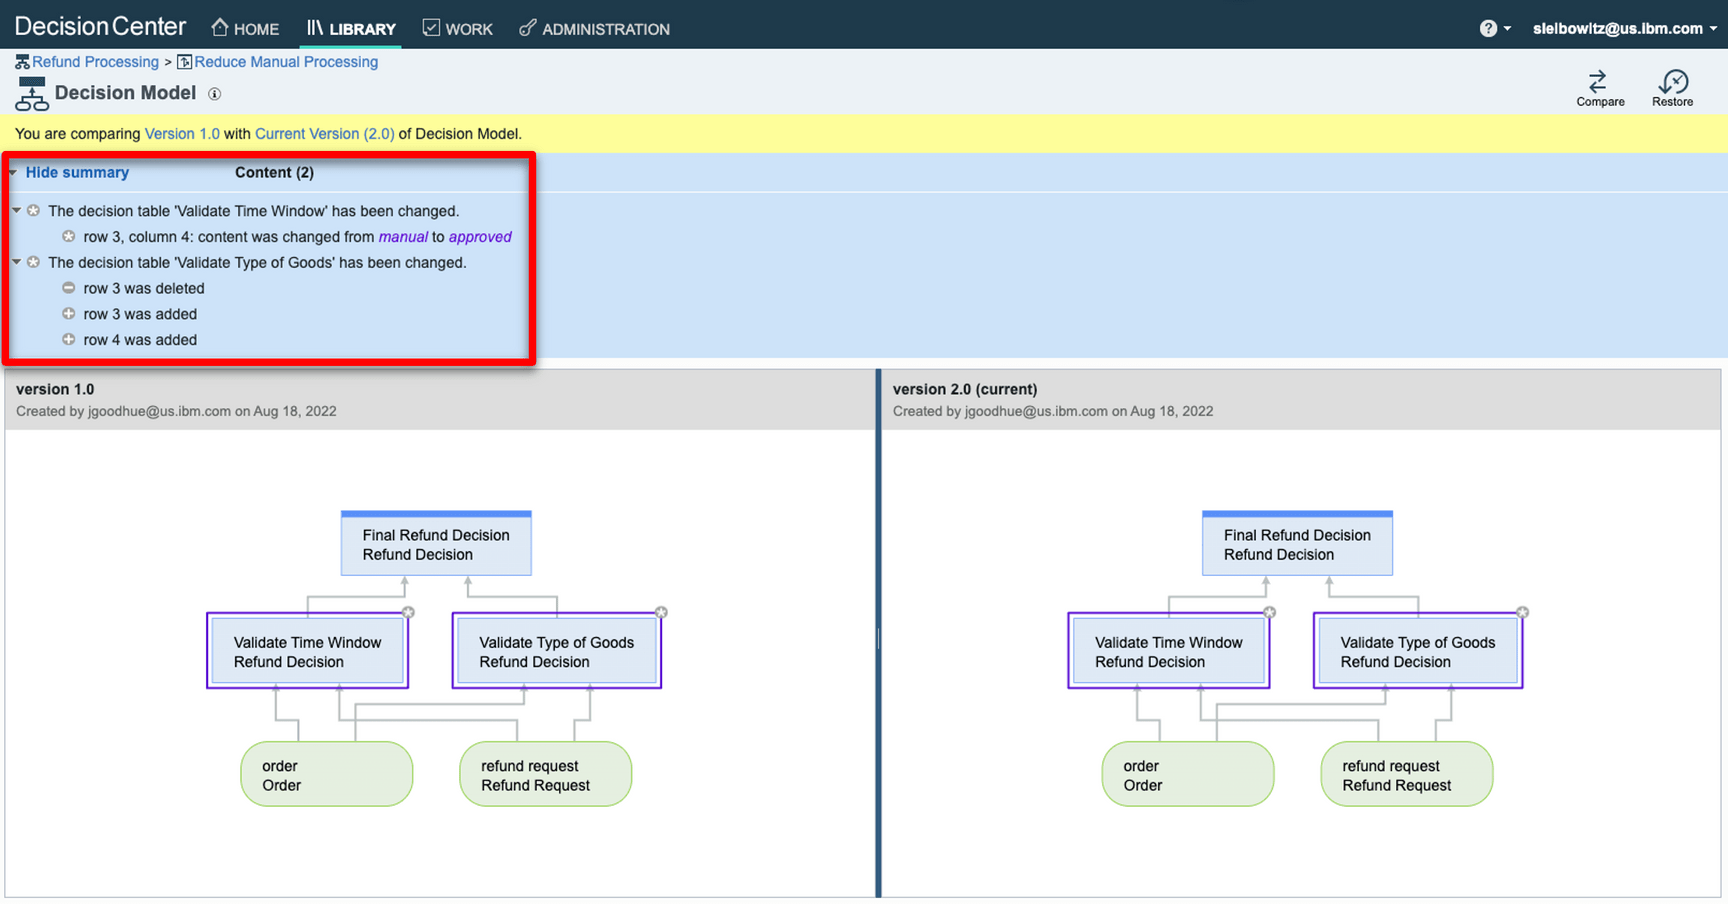 Decision Center HOME LIBRARY WORK ADMINISTRATION ? sleibowitz@us.ibm.com
Refund Processing > Reduce Manual Processing
Decision Model
Compare Restore
You are comparing Version 1.0 with Current Version (2.0) of Decision Model.
Hide summary Content (2)
The decision table 'Validate Time Window' has been changed.
row 3, column 4: content was changed from manual to approved
The decision table 'Validate Type of Goods' has been changed.
row 3 was deleted
row 3 was added
row 4 was added
version 1.0
Created by jgoodhue@us.ibm.com on Aug 18, 2022
Final Refund Decision
Refund Decision
Validate Time Window
Refund Decision
Validate Type of Goods
Refund Decision
order
Order
refund request
Refund Request
version 2.0 (current)
Created by jgoodhue@us.ibm.com on Aug 18, 2022
Final Refund Decision
Refund Decision
Validate Time Window
Refund Decision
Validate Type of Goods
Refund Decision
order
Order
refund request
Refund Request